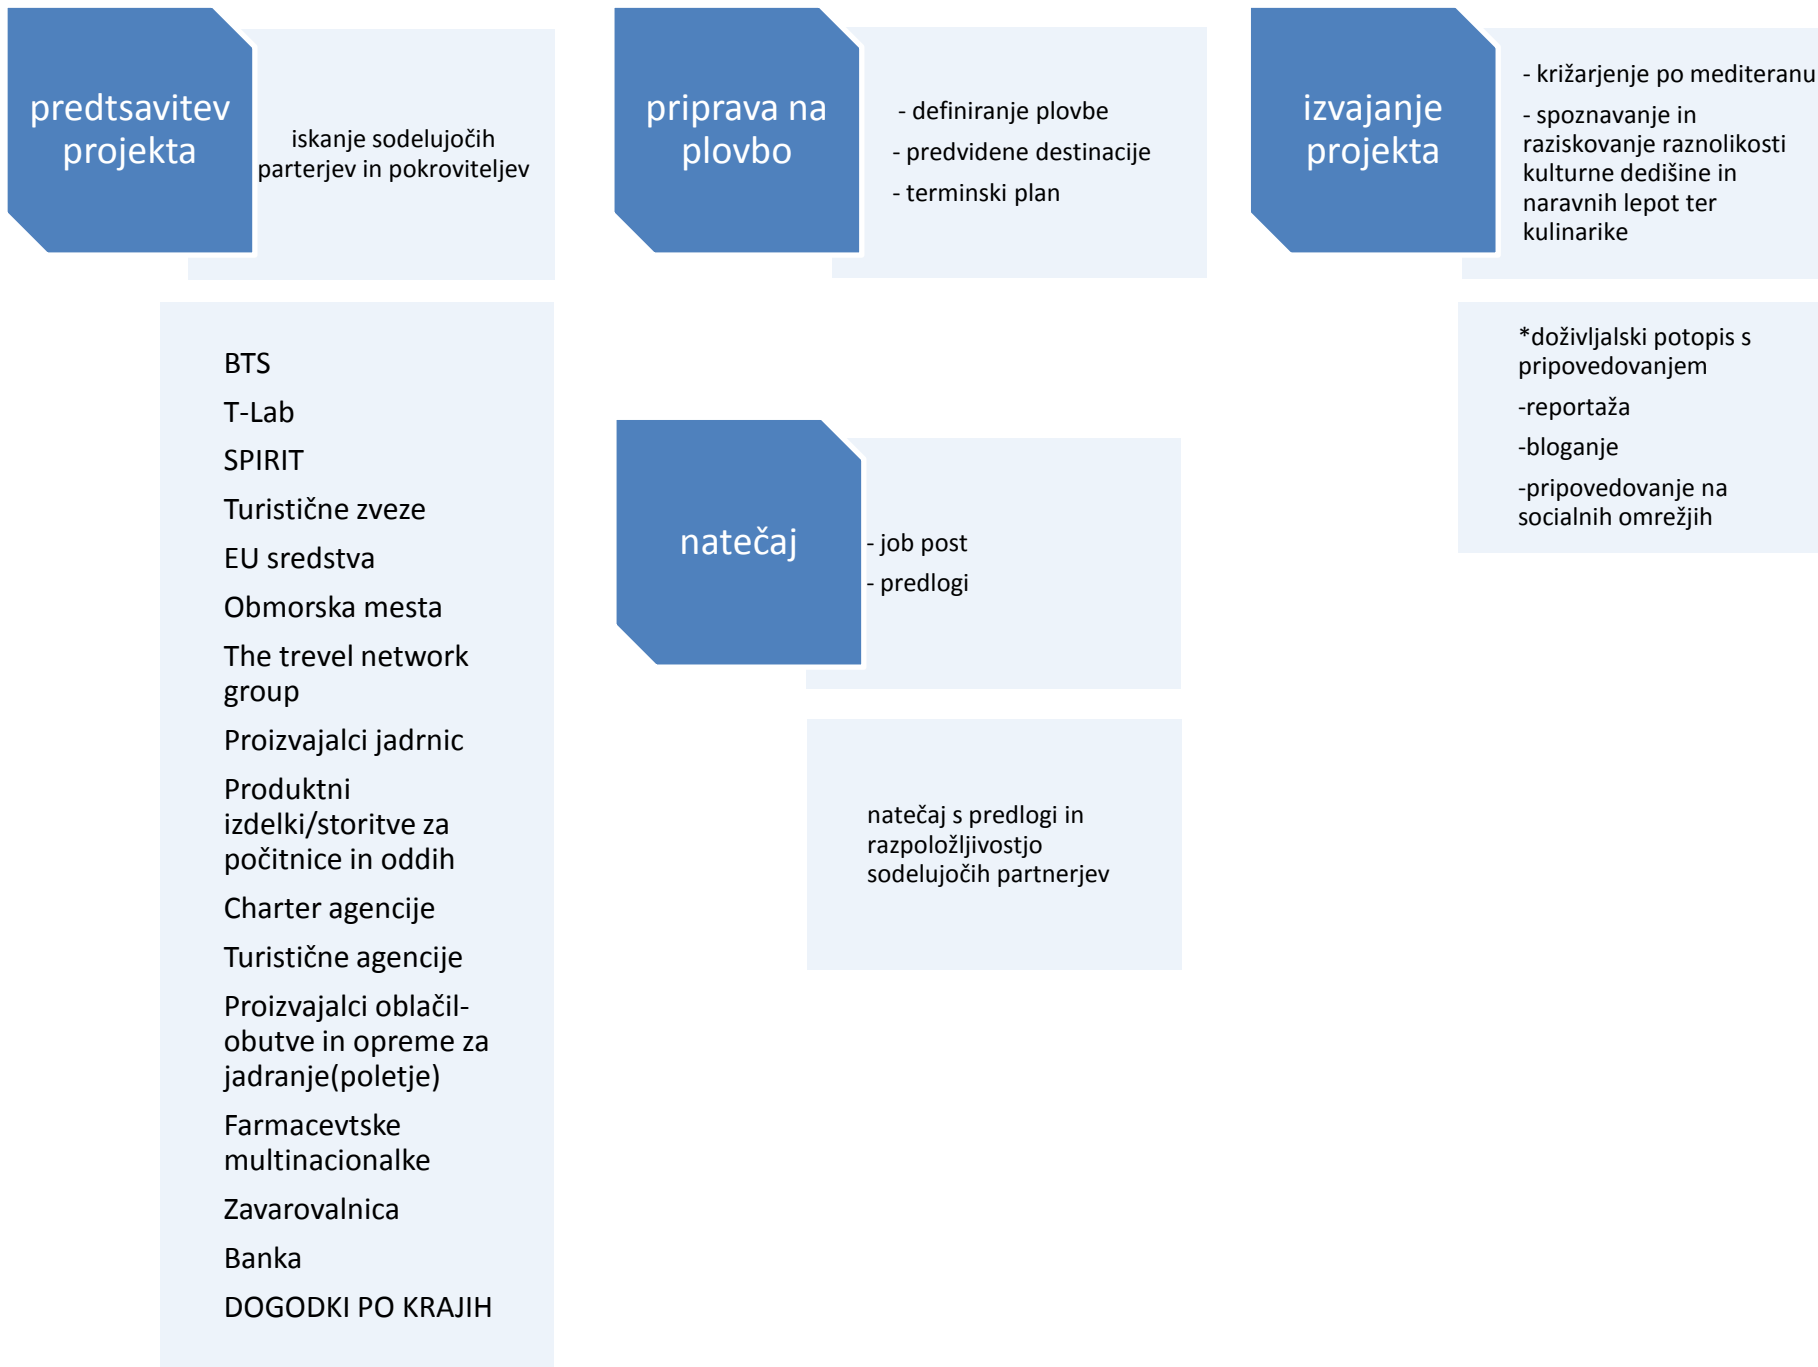 predtsavitev
projekta
iskanje sodelujočih
parterjev in pokroviteljev
BTS
T-Lab
SPIRIT
Turistične zveze
EU sredstva
Obmorska mesta
The trevel network
group
Proizvajalci jadrnic
Produktni
izdelki/storitve za
počitnice in oddih
Charter agencije
Turistične agencije
Proizvajalci oblačil-
obutve in opreme za
jadranje(poletje)
Farmacevtske
multinacionalke
Zavarovalnica
Banka
DOGODKI PO KRAJIH
priprava na
plovbo
- definiranje plovbe
- predvidene destinacije
- terminski plan
natečaj
- job post
- predlogi
natečaj s predlogi in
razpoložljivostjo
sodelujočih partnerjev
izvajanje
projekta
- križarjenje po mediteranu
- spoznavanje in
raziskovanje raznolikosti
kulturne dedišine in
naravnih lepot ter
kulinarike
*doživljalski potopis s
pripovedovanjem
-reportaža
-bloganje
-pripovedovanje na
socialnih omrežjih